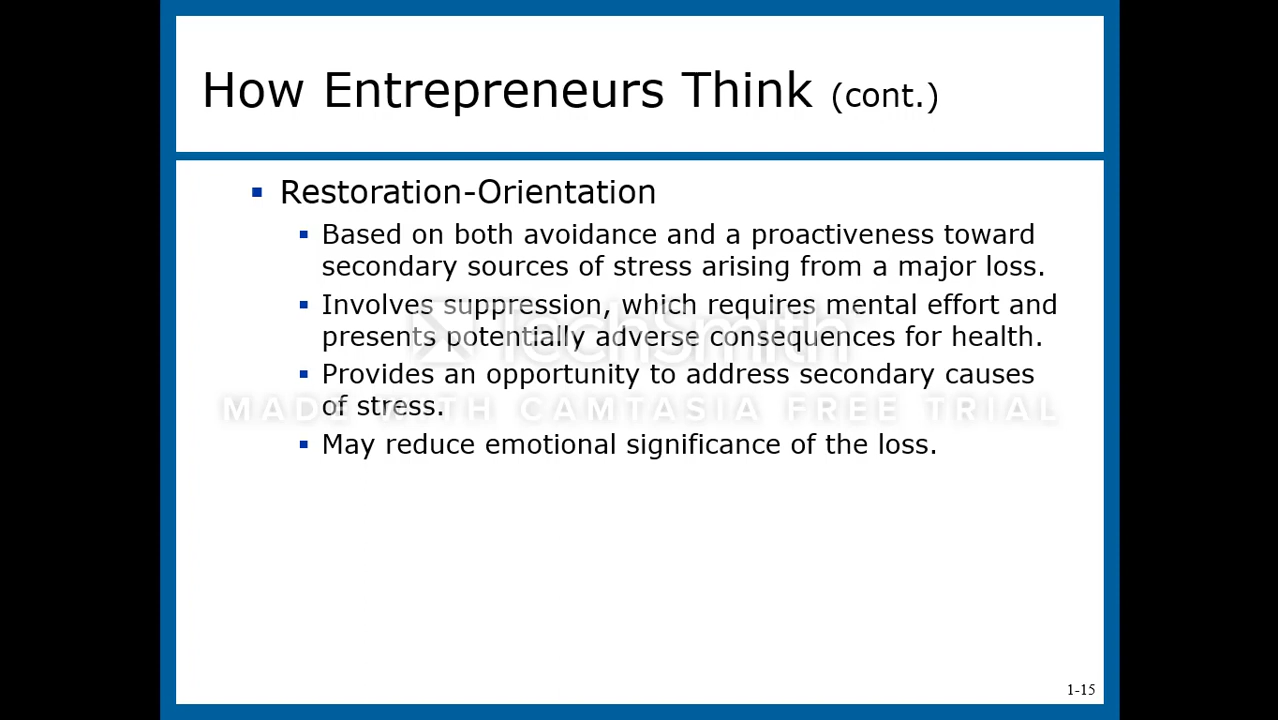 How Entrepreneurs Think (cont.)
Restoration-Orientation
Based on both avoidance and a proactiveness toward
secondary sources of stress arising from a major loss.
Involves suppression, which requires mental effort and
presents potentially adverse consequences for health.
TechSmith
Provides an opportunity to address secondary causes
of stress.
MADE WITH CAMTASIA FREE TRIAL
May reduce emotional significance of the loss.
1-15